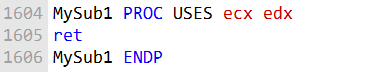 1604 MySub1 PROC USES ecx edx
1605 ret
1606 MySub1 ENDP